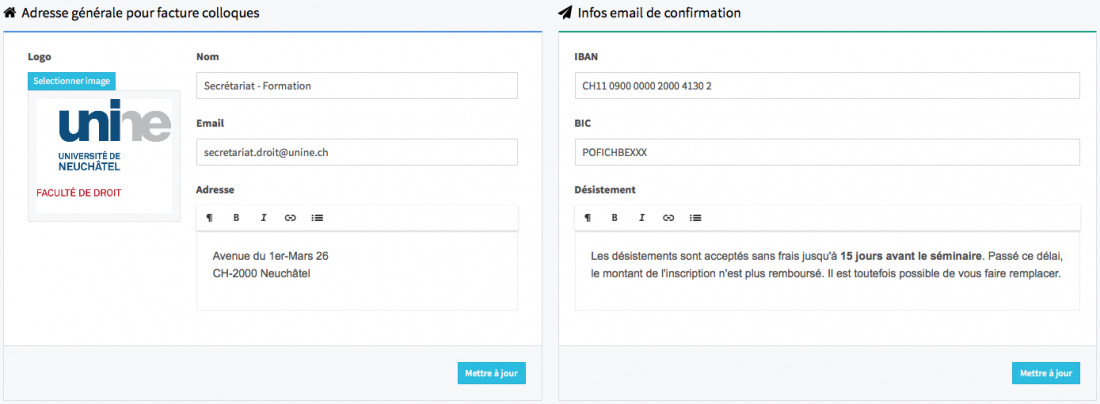 Adresse générale pour facture colloques
Logo
Selectionner image
unine
UNIVERSITÉ DE
NEUCHÂTEL
FACULTÉ DE DROIT
Nom
Secrétariat - Formation
Email
secretariat.droit@unine.ch
Adresse
¶ B I
Avenue du 1er-Mars 26
CH-2000 Neuchâtel
Mettre à jour
Infos email de confirmation
IBAN
CH11 0900 0000 2000 4130 2
BIC
POFICHBEXXX
Désistement
¶ B I
Les désistements sont acceptés sans frais jusqu'à 15 jours avant le séminaire. Passé ce délai,
le montant de l'inscription n'est plus remboursé. Il est toutefois possible de vous faire remplacer.
Mettre à jour